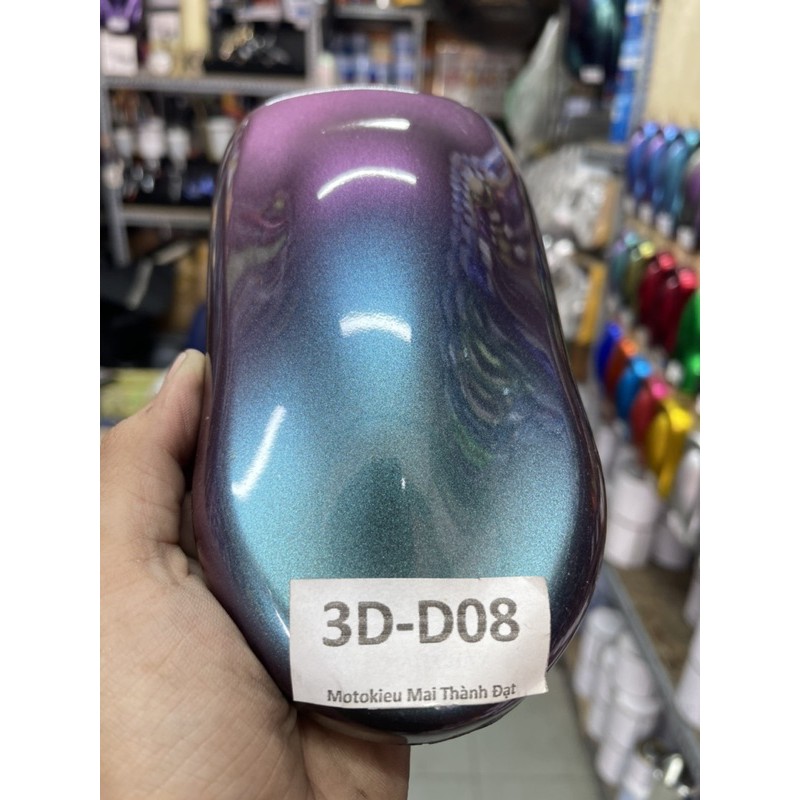 3D-D08
Motokieu Mai Thành Đạt